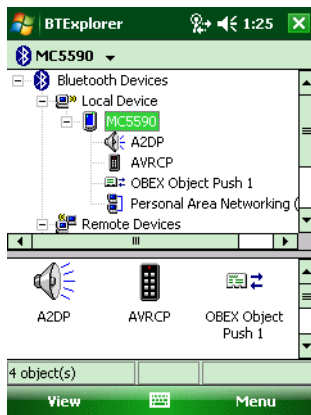 BTExplorer 1:25
MC5590
Bluetooth Devices
Local Device
MC5590
A2DP
AVRCP
OBEX Object Push 1
Personal Area Networking (
Remote Devices
A2DP
AVRCP
OBEX Object
Push 1
4 object(s)
View Menu